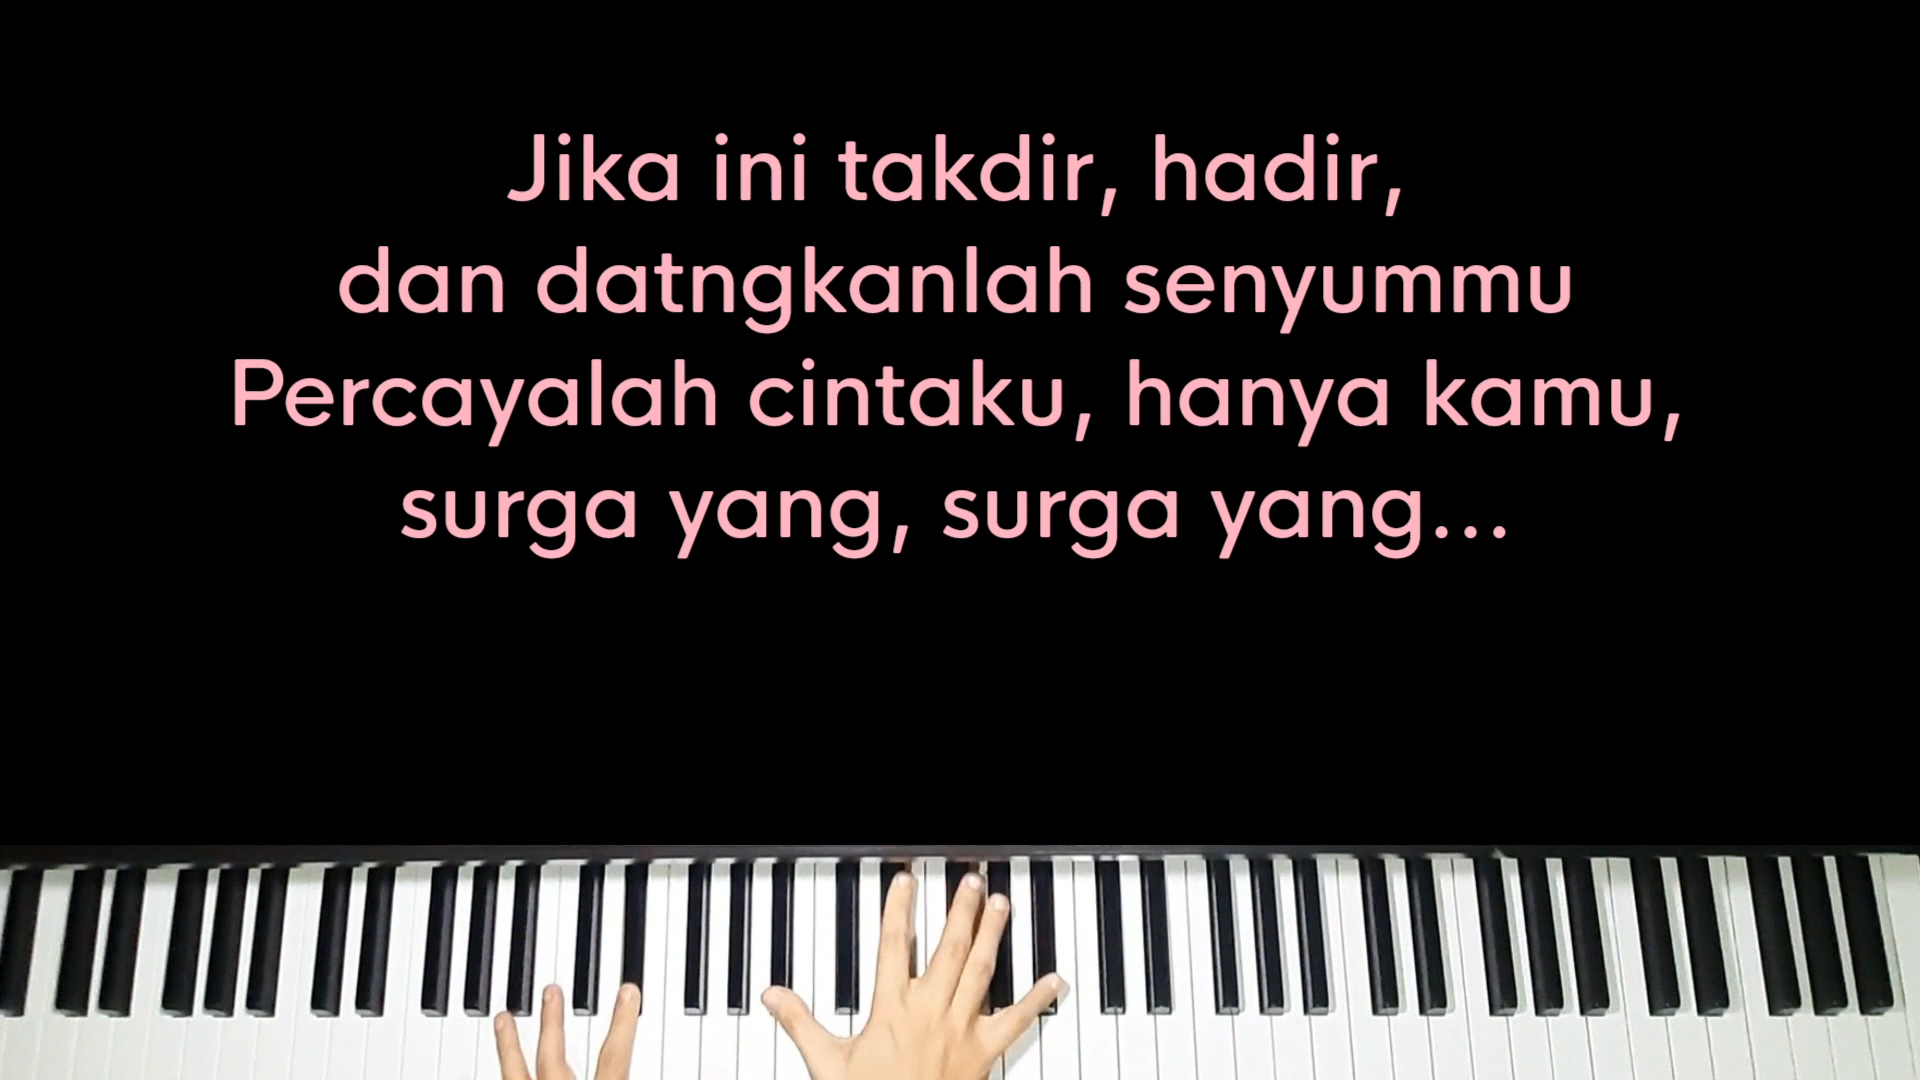 Jika ini takdir, hadir,
dan datngkanlah senyummu
Percayalah cintaku, hanya kamu,
surga yang, surga yang...